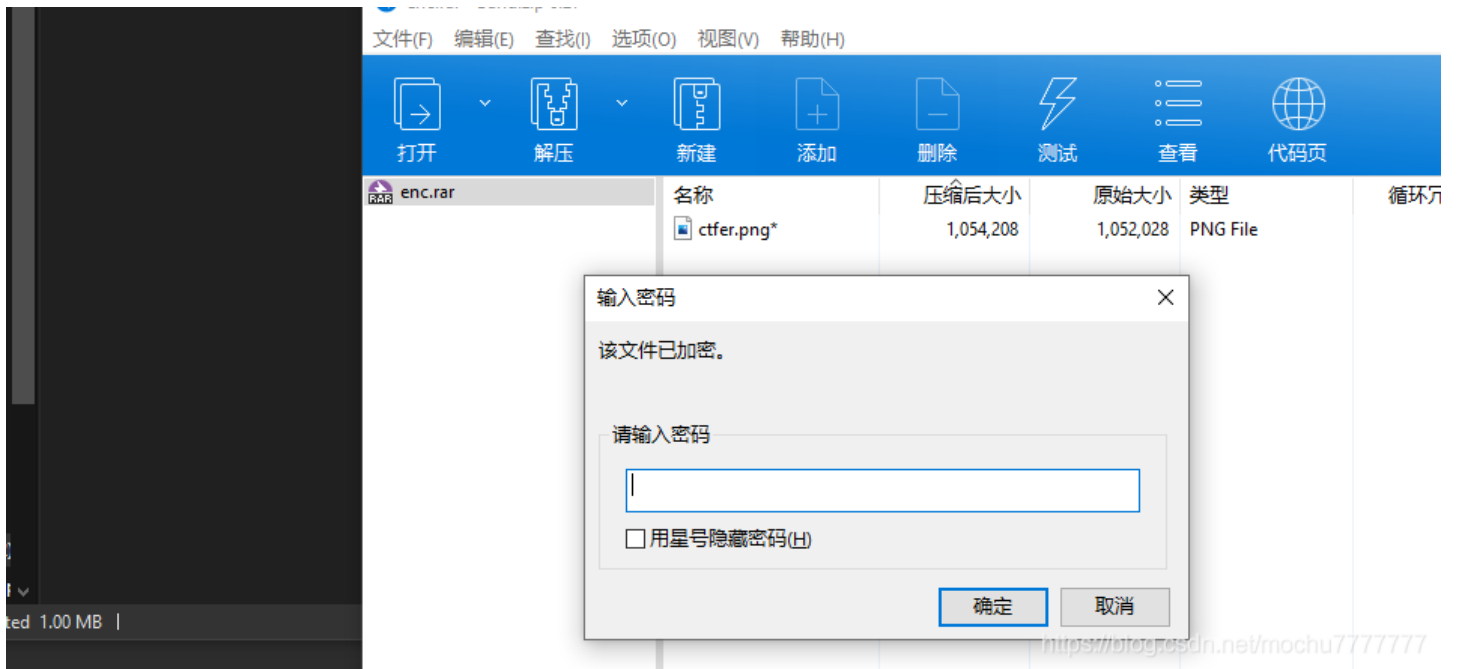 文件(F) 编辑(E) 查找(I) 选项(O) 视图(V) 帮助(H)
打开 解压 新建 添加 删除 测试 查看 代码页
enc.rar
名称 压缩后大小 原始大小 类型 循环冗
ctfer.png* 1,054,208 1,052,028 PNG File
输入密码
该文件已加密。
请输入密码
用星号隐藏密码(H)
确定 取消
ted 1.00 MB
https://blog.csdn.net/mochu7777777